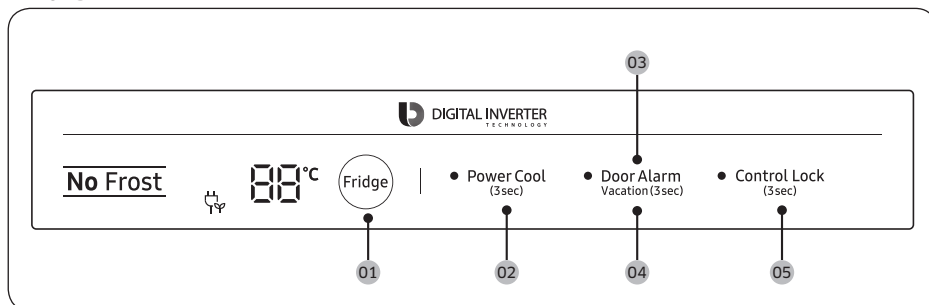 03
DIGITAL INVERTER
TECHNOLOGY
No Frost
88°C
Fridge
Power Cool
(3sec)
Door Alarm
Vacation(3sec)
Control Lock
(3sec)
01
02
04
05